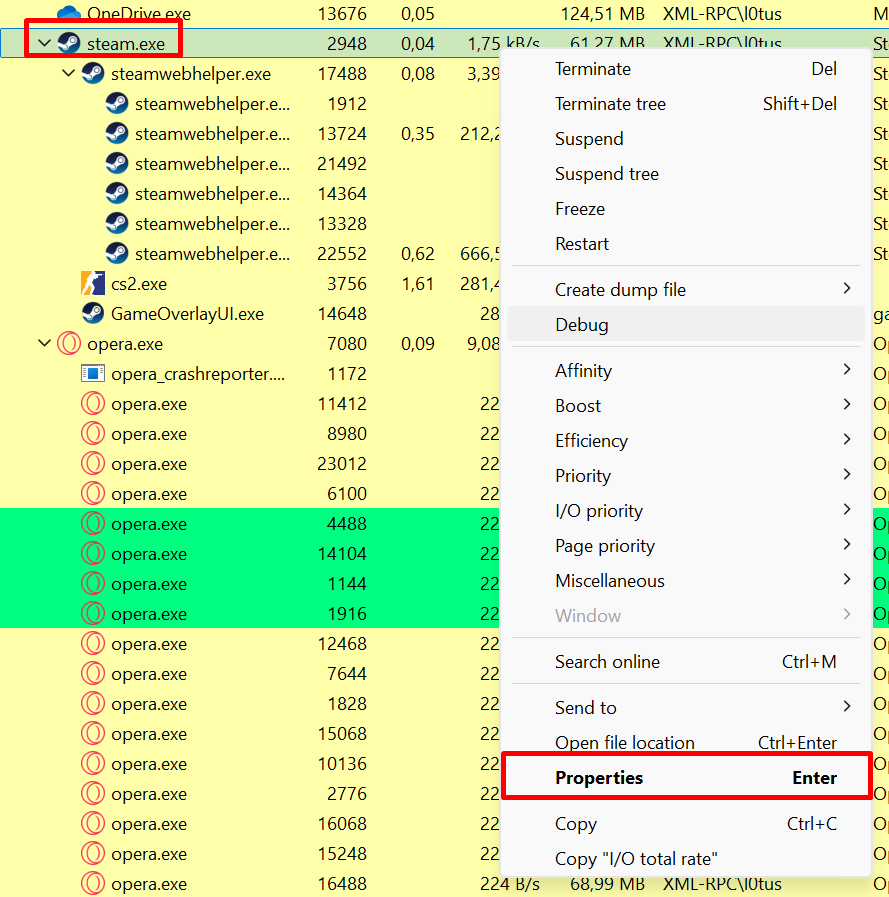 OneDrive.exe 13676 0,05 124,51 MB XML-RPC\l0tus M
steam.exe 2948 0,04 1,75 kB/s 61,27 MB XML-RPC\l0tus St
steamwebhelper.exe 17488 0,08 3,39 St
steamwebhelper.e... 1912 St
steamwebhelper.e... 13724 0,35 212,2 St
steamwebhelper.e... 21492 St
steamwebhelper.e... 14364 St
steamwebhelper.e... 13328 St
steamwebhelper.e... 22552 0,62 666,5 St
cs2.exe 3756 1,61 281,4
GameOverlayUI.exe 14648 28 ga
opera.exe 7080 0,09 9,08 Op
opera_crashreporter.... 1172 Op
opera.exe 11412 22 Op
opera.exe 8980 22 Op
opera.exe 23012 22 Op
opera.exe 6100 22 Op
opera.exe 4488 22 Op
opera.exe 14104 22 Op
opera.exe 1144 22 Op
opera.exe 1916 22 Op
opera.exe 12468 22 Op
opera.exe 7644 22 Op
opera.exe 1828 22 Op
opera.exe 15068 22 Op
opera.exe 10136 22 Op
opera.exe 2776 22 Op
opera.exe 16068 22 Op
opera.exe 15248 22 Op
opera.exe 16488 224 B/s 68,99 MB XML-RPC\l0tus Op
Terminate Del
Terminate tree Shift+Del
Suspend
Suspend tree
Freeze
Restart
Create dump file
Debug
Affinity
Boost
Efficiency
Priority
I/O priority
Page priority
Miscellaneous
Window
Search online Ctrl+M
Send to
Open file location Ctrl+Enter
Properties Enter
Copy Ctrl+C
Copy "I/O total rate"